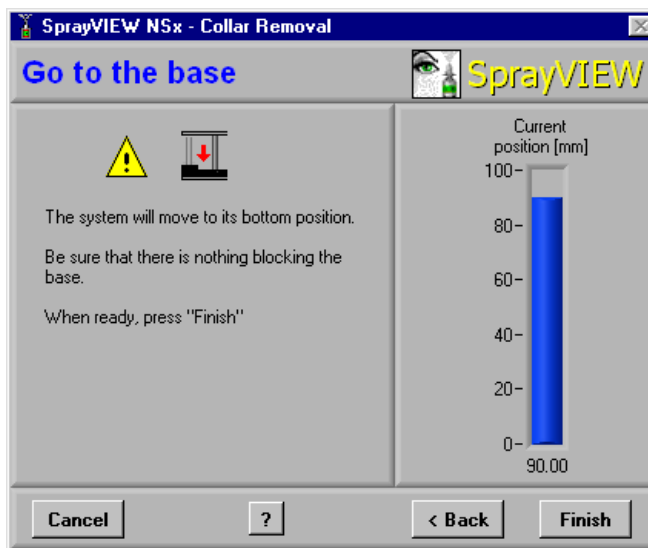 SprayVIEW NSx - Collar Removal
Go to the base
SprayVIEW
The system will move to its bottom position.
Be sure that there is nothing blocking the
base.
When ready, press "Finish"
Current
position [mm]
100
80
60
40
20
0
90.00
Cancel
?
< Back
Finish